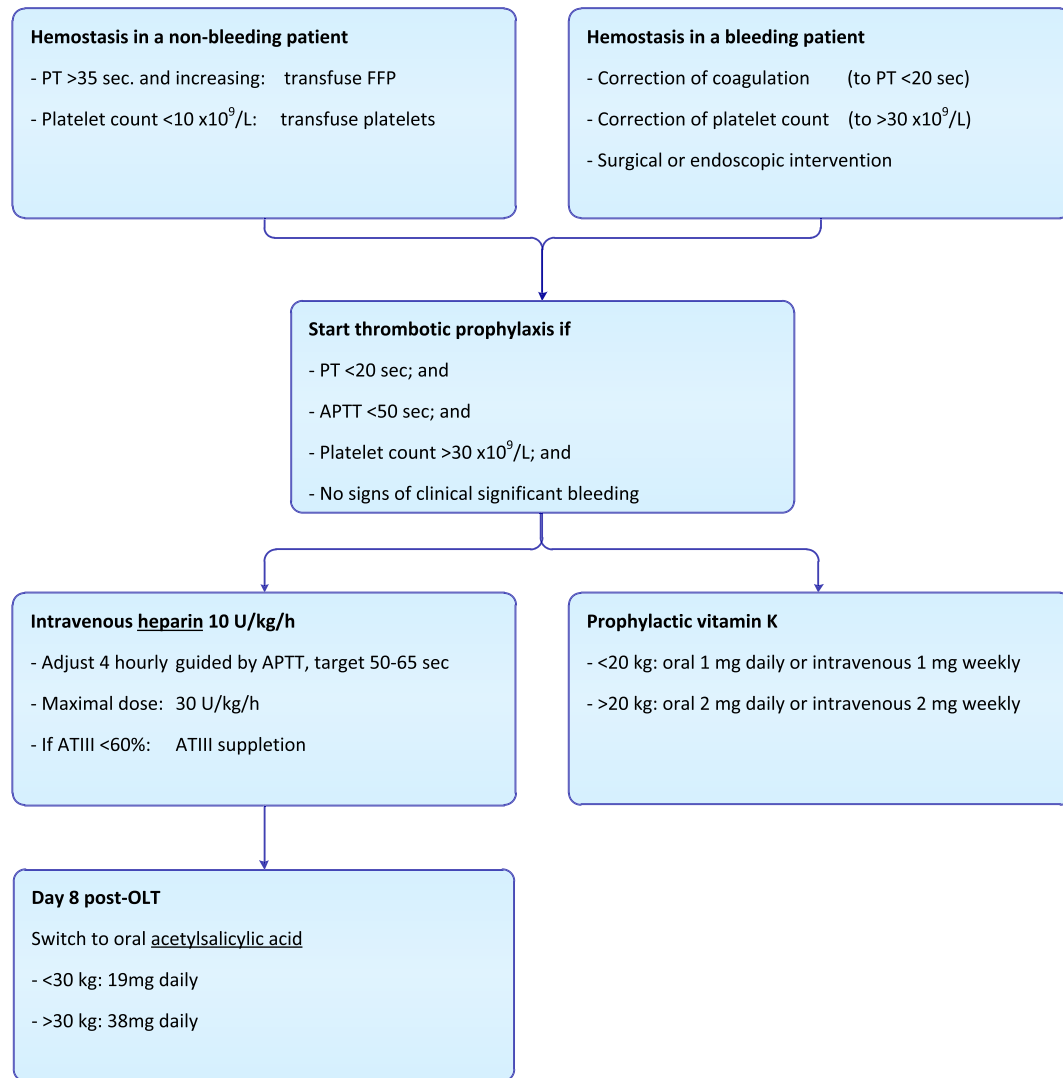 Hemostasis in a non-bleeding patient
- PT >35 sec. and increasing: transfuse FFP
- Platelet count <10 x10⁹/L: transfuse platelets
Hemostasis in a bleeding patient
- Correction of coagulation (to PT <20 sec)
- Correction of platelet count (to >30 x10⁹/L)
- Surgical or endoscopic intervention
Start thrombotic prophylaxis if
- PT <20 sec; and
- APTT <50 sec; and
- Platelet count >30 x10⁹/L; and
- No signs of clinical significant bleeding
Intravenous heparin 10 U/kg/h
- Adjust 4 hourly guided by APTT, target 50-65 sec
- Maximal dose: 30 U/kg/h
- If ATIII <60%: ATIII suppletion
Prophylactic vitamin K
- <20 kg: oral 1 mg daily or intravenous 1 mg weekly
- >20 kg: oral 2 mg daily or intravenous 2 mg weekly
Day 8 post-OLT
Switch to oral acetylsalicylic acid
- <30 kg: 19mg daily
- >30 kg: 38mg daily